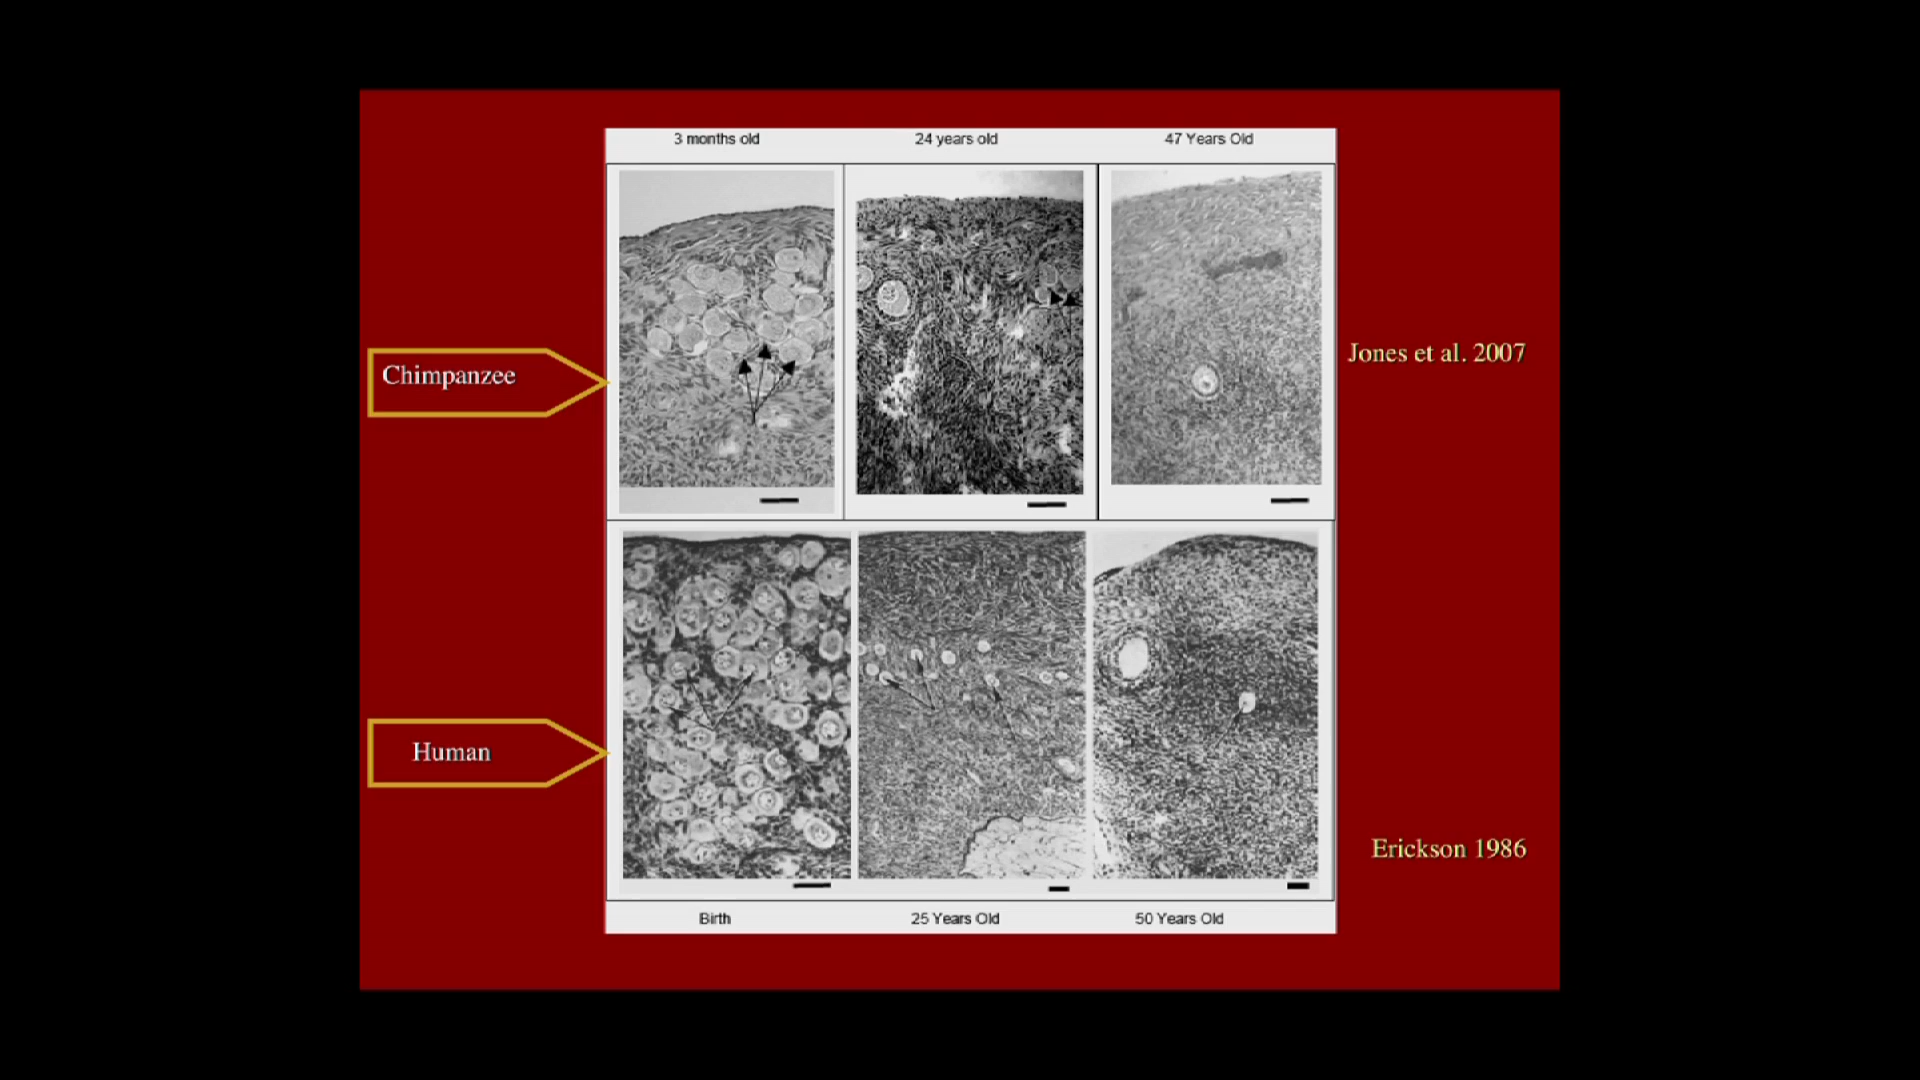 3 months old
24 years old
47 Years Old
Chimpanzee
Jones et al. 2007
Human
Erickson 1986
Birth
25 Years Old
50 Years Old